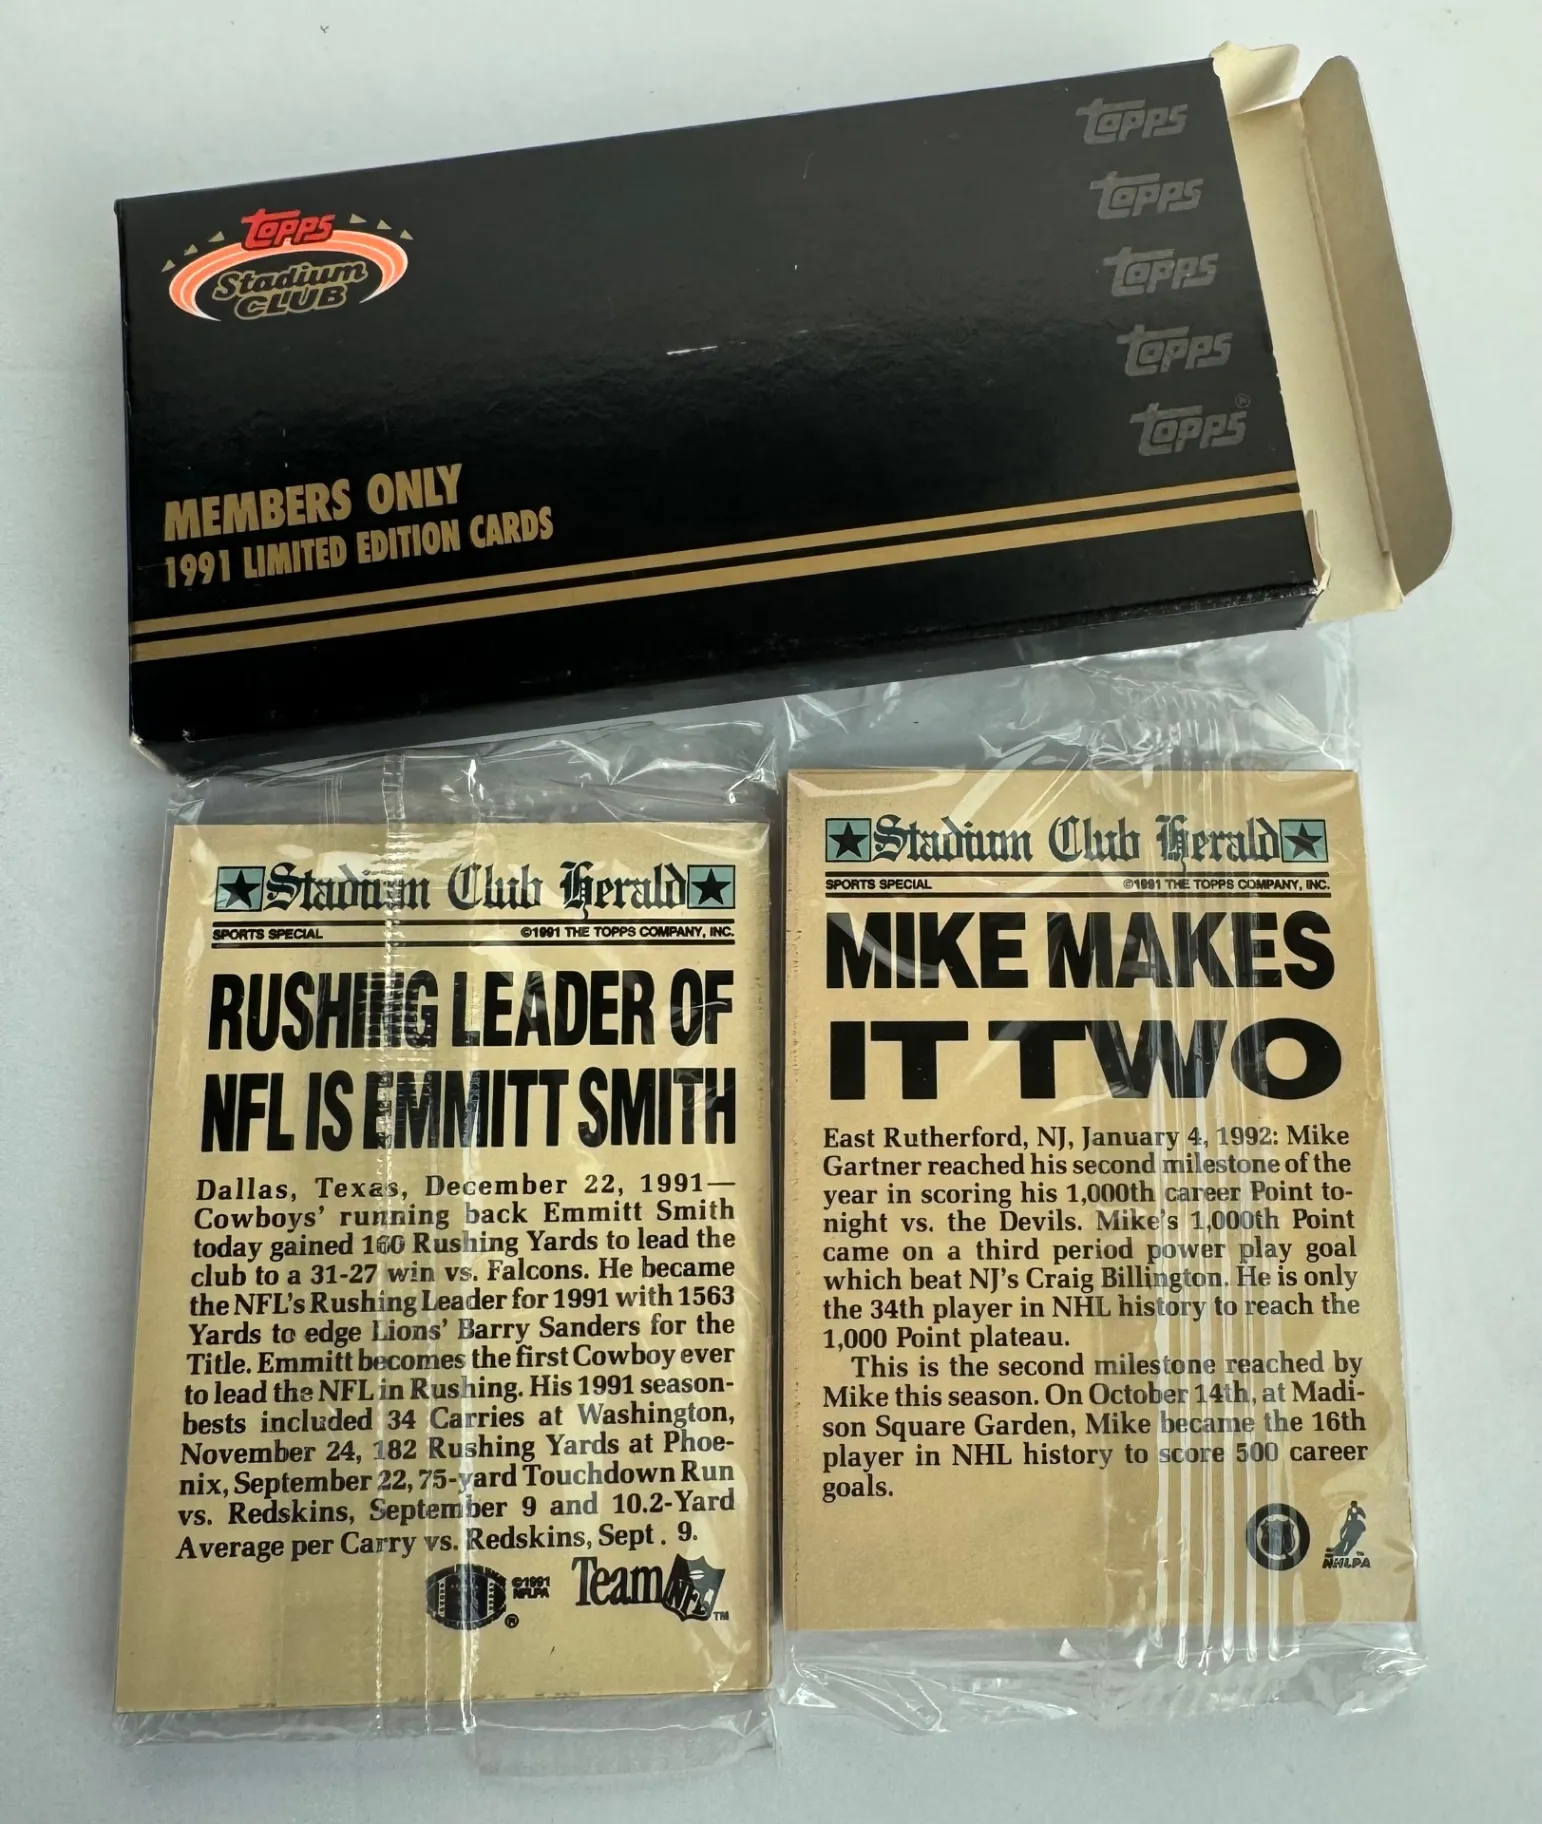 Topps
Stadium
CLUB
Topps
Topps
Topps
Topps
Topps®
MEMBERS ONLY
1991 LIMITED EDITION CARDS
Stadium Club Herald
SPORTS SPECIAL ©1991 THE TOPPS COMPANY, INC.
RUSHING LEADER OF
NFL IS EMMITT SMITH
Dallas, Texas, December 22, 1991—
Cowboys' running back Emmitt Smith
today gained 160 Rushing Yards to lead the
club to a 31-27 win vs. Falcons. He became
the NFL's Rushing Leader for 1991 with 1563
Yards to edge Lions' Barry Sanders for the
Title. Emmitt becomes the first Cowboy ever
to lead the NFL in Rushing. His 1991 season-
bests included 34 Carries at Washington,
November 24, 182 Rushing Yards at Phoe-
nix, September 22, 75-yard Touchdown Run
vs. Redskins, September 9 and 10.2-Yard
Average per Carry vs. Redskins, Sept. 9.
©1991
NFLPA
®
Team NFL™
Stadium Club Herald
SPORTS SPECIAL ©1991 THE TOPPS COMPANY, INC.
MIKE MAKES
IT TWO
East Rutherford, NJ, January 4, 1992: Mike
Gartner reached his second milestone of the
year in scoring his 1,000th career Point to-
night vs. the Devils. Mike's 1,000th Point
came on a third period power play goal
which beat NJ's Craig Billington. He is only
the 34th player in NHL history to reach the
1,000 Point plateau.
This is the second milestone reached by
Mike this season. On October 14th, at Madi-
son Square Garden, Mike became the 16th
player in NHL history to score 500 career
goals.
NHLPA